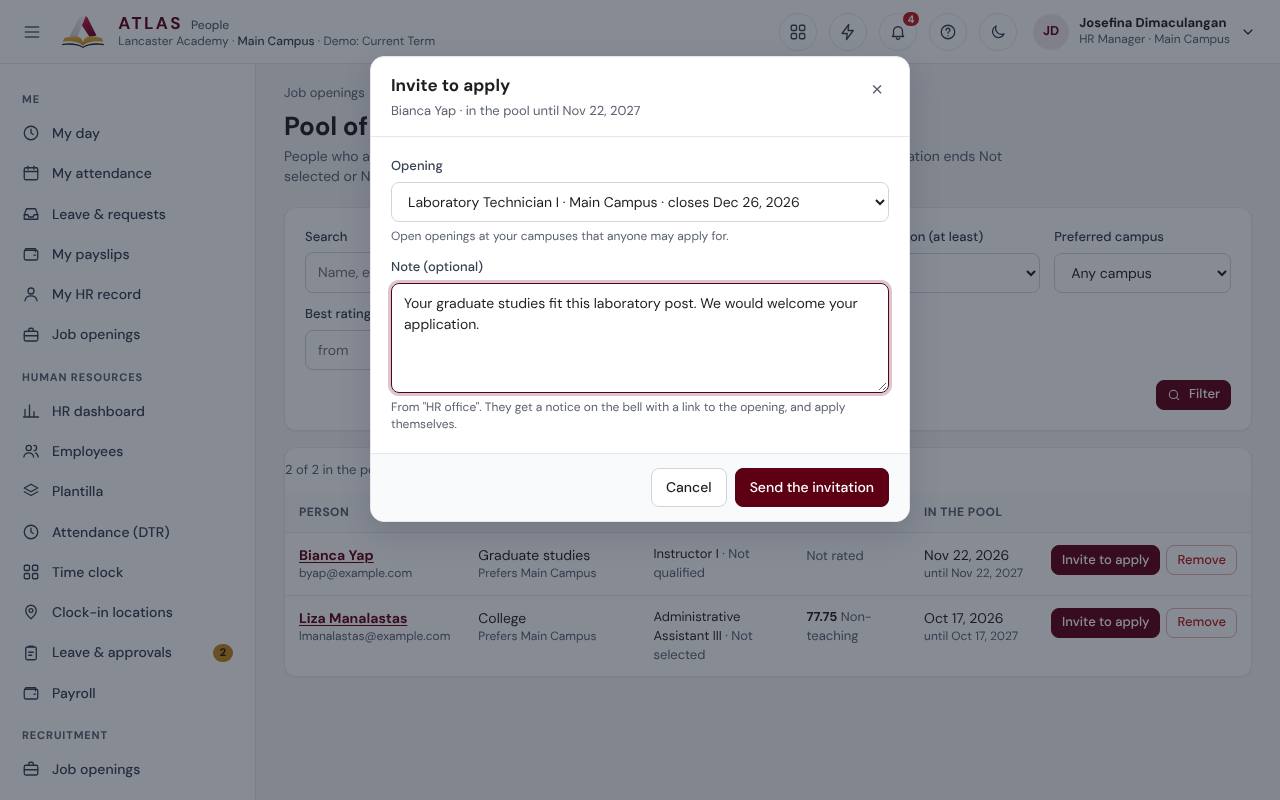 ATLAS People
Lancaster Academy · Main Campus · Demo: Current Term
4
JD
Josefina Dimaculangan
HR Manager · Main Campus
ME
My day
My attendance
Leave & requests
My payslips
My HR record
Job openings
HUMAN RESOURCES
HR dashboard
Employees
Plantilla
Attendance (DTR)
Time clock
Clock-in locations
Leave & approvals 2
Payroll
RECRUITMENT
Job openings
Job openings
Pool of
People who a
ation ends Not
selected or N
Search
on (at least)
Preferred campus
Name, e
Any campus
Best rating
from
Filter
Invite to apply
Bianca Yap · in the pool until Nov 22, 2027
Opening
Laboratory Technician I · Main Campus · closes Dec 26, 2026
Open openings at your campuses that anyone may apply for.
Note (optional)
Your graduate studies fit this laboratory post. We would welcome your
application.
From "HR office". They get a notice on the bell with a link to the opening, and apply
themselves.
Cancel
Send the invitation
2 of 2 in the p
PERSON
IN THE POOL
Bianca Yap
byap@example.com
Graduate studies
Prefers Main Campus
Instructor I · Not
qualified
Not rated
Nov 22, 2026
until Nov 22, 2027
Invite to apply
Remove
Liza Manalastas
lmanalastas@example.com
College
Prefers Main Campus
Administrative
Assistant III · Not
selected
77.75 Non-
teaching
Oct 17, 2026
until Oct 17, 2027
Invite to apply
Remove